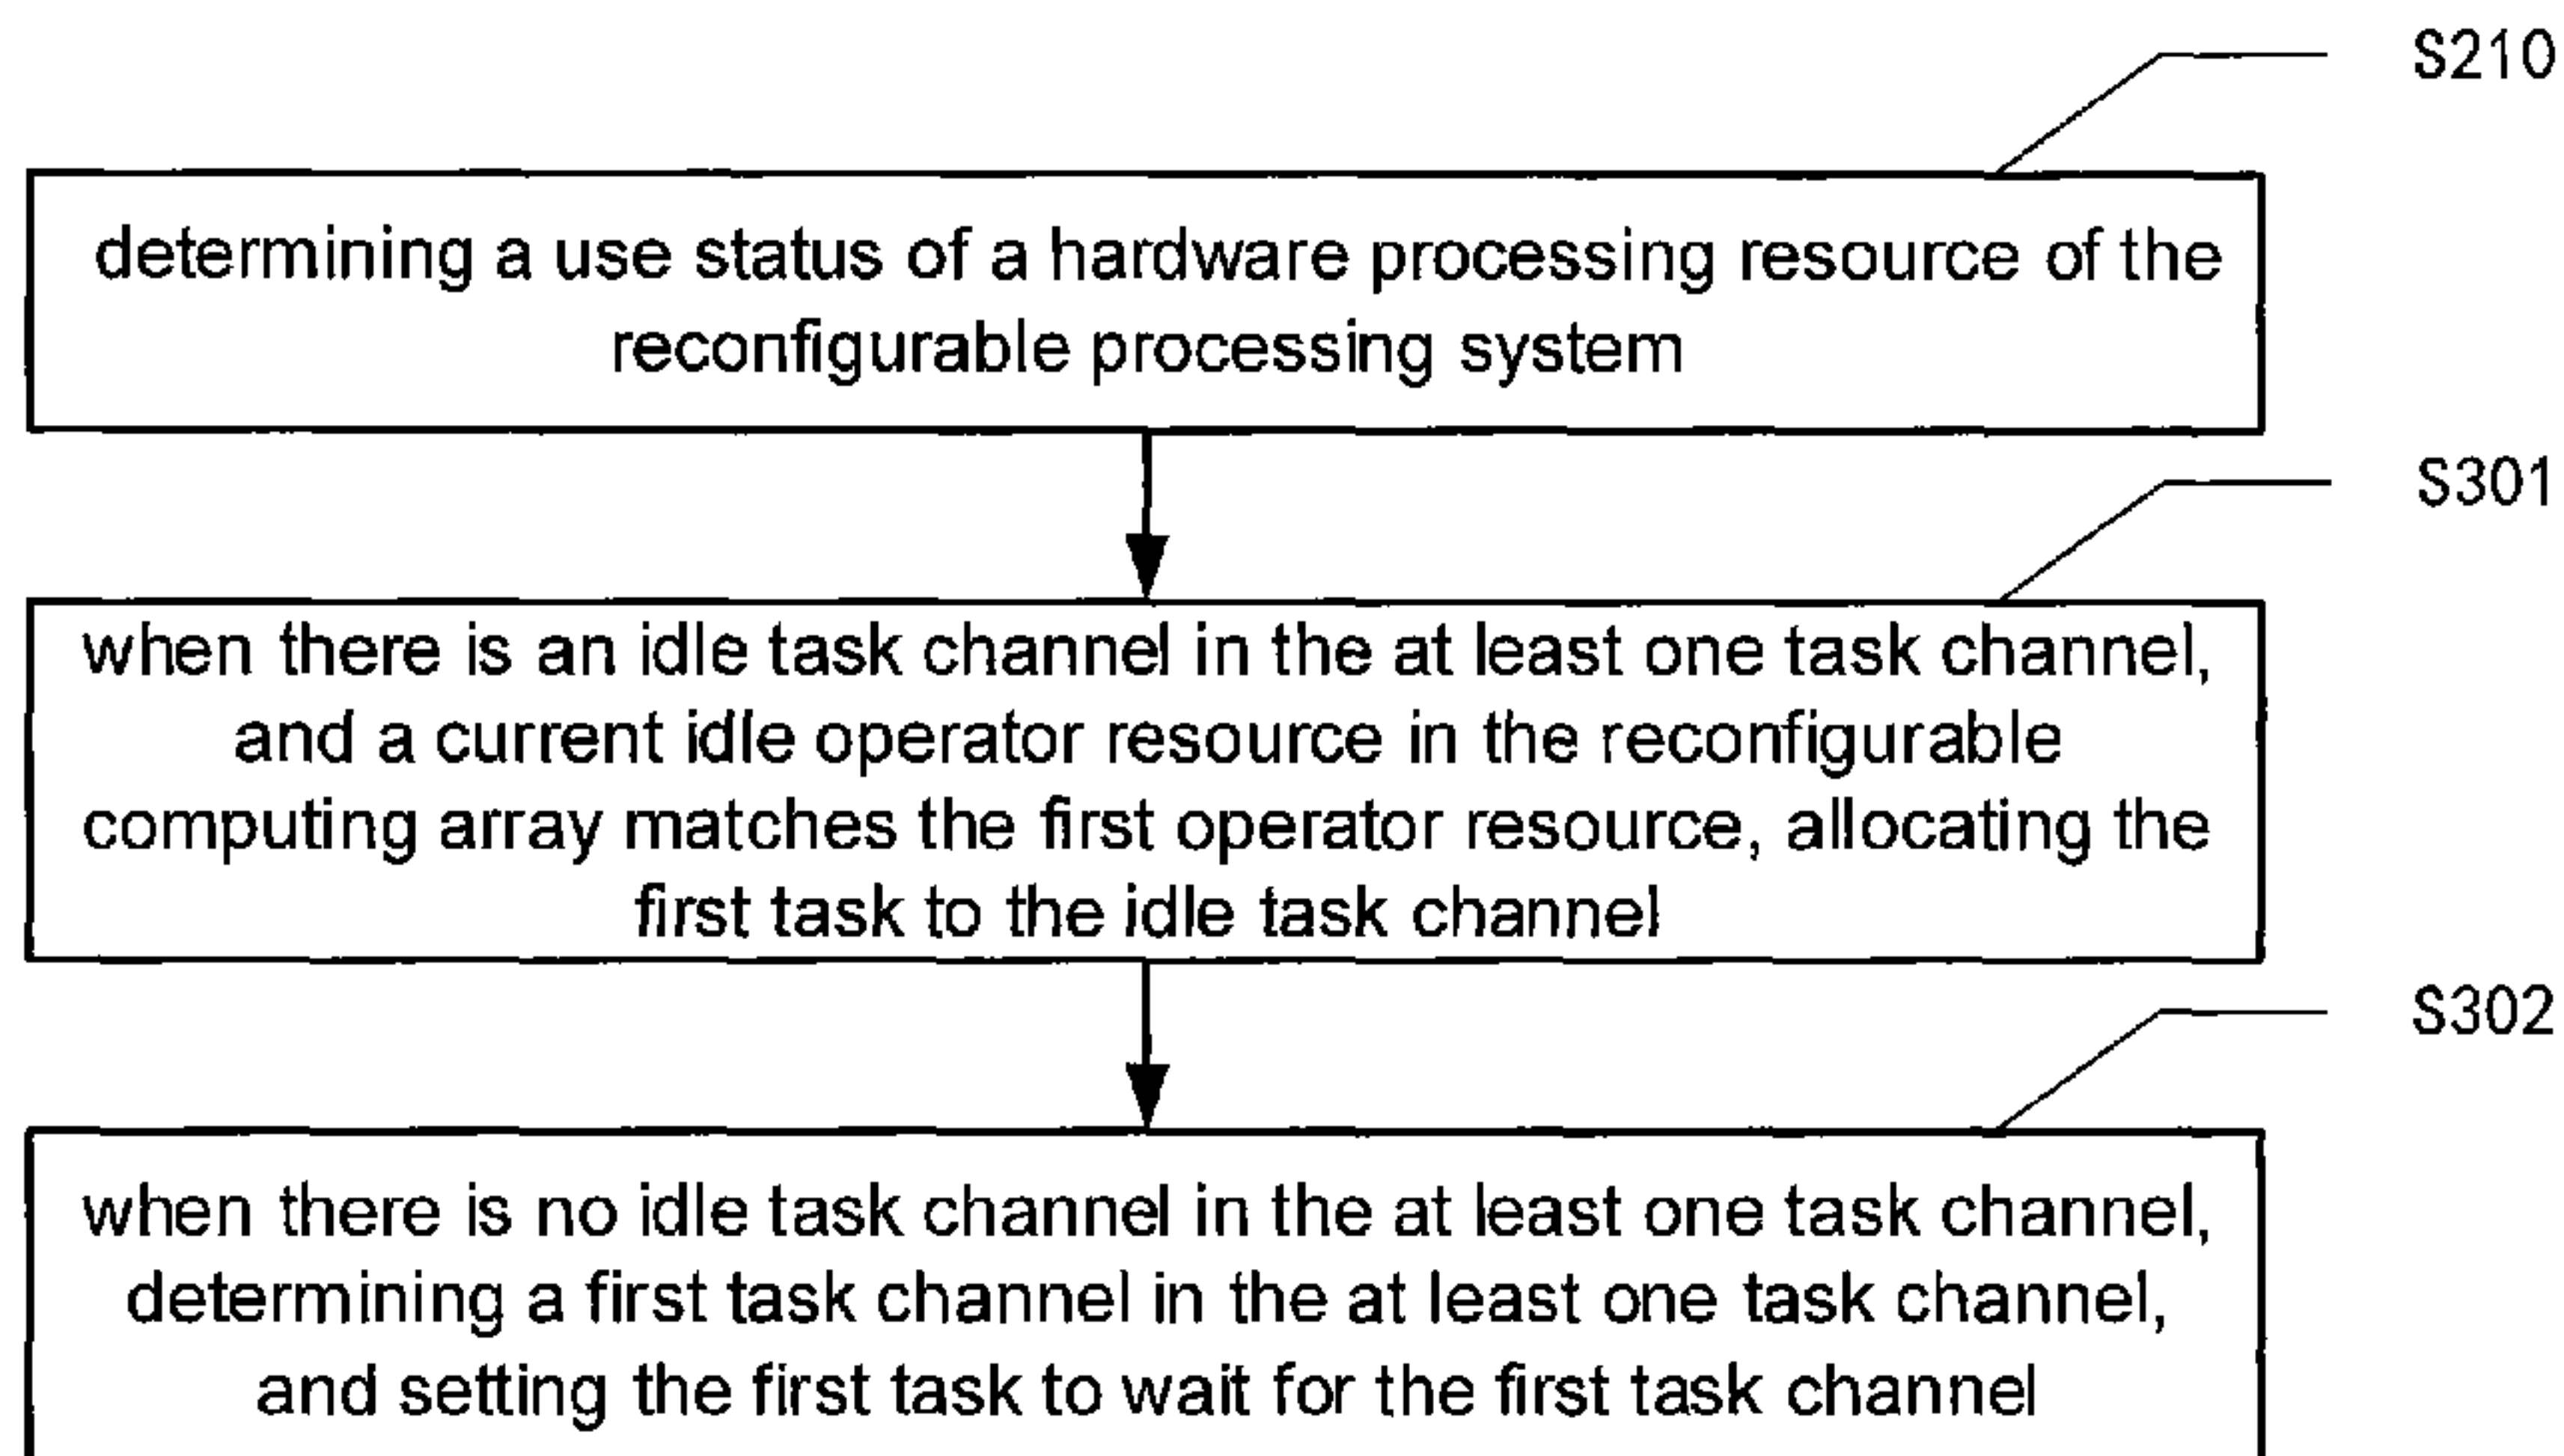 S210
determining a use status of a hardware processing resource of the
reconfigurable processing system
S301
when there is an idle task channel in the at least one task channel,
and a current idle operator resource in the reconfigurable
computing array matches the first operator resource, allocating the
first task to the idle task channel
S302
when there is no idle task channel in the at least one task channel,
determining a first task channel in the at least one task channel,
and setting the first task to wait for the first task channel